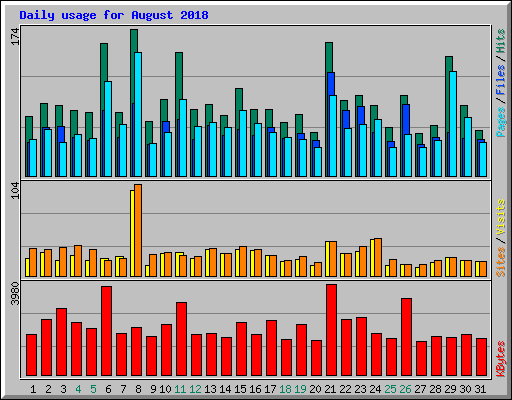 Daily usage for August 2018
174
Pages / Files / Hits
104
Sites / Visits
3980
KBytes
1 2 3 4 5 6 7 8 9 10 11 12 13 14 15 16 17 18 19 20 21 22 23 24 25 26 27 28 29 30 31